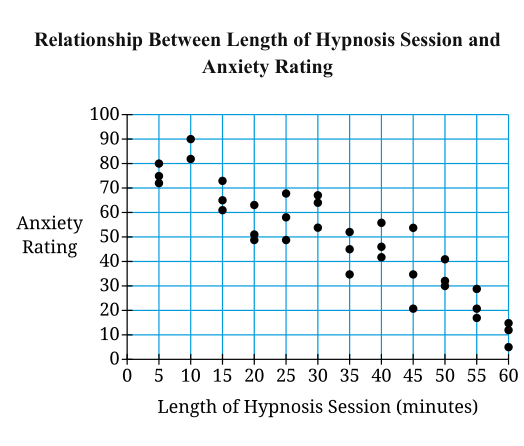 Relationship Between Length of Hypnosis Session and
Anxiety Rating
100
90
80
70
60
50
40
30
20
10
0
Anxiety
Rating
0 5 10 15 20 25 30 35 40 45 50 55 60
Length of Hypnosis Session (minutes)